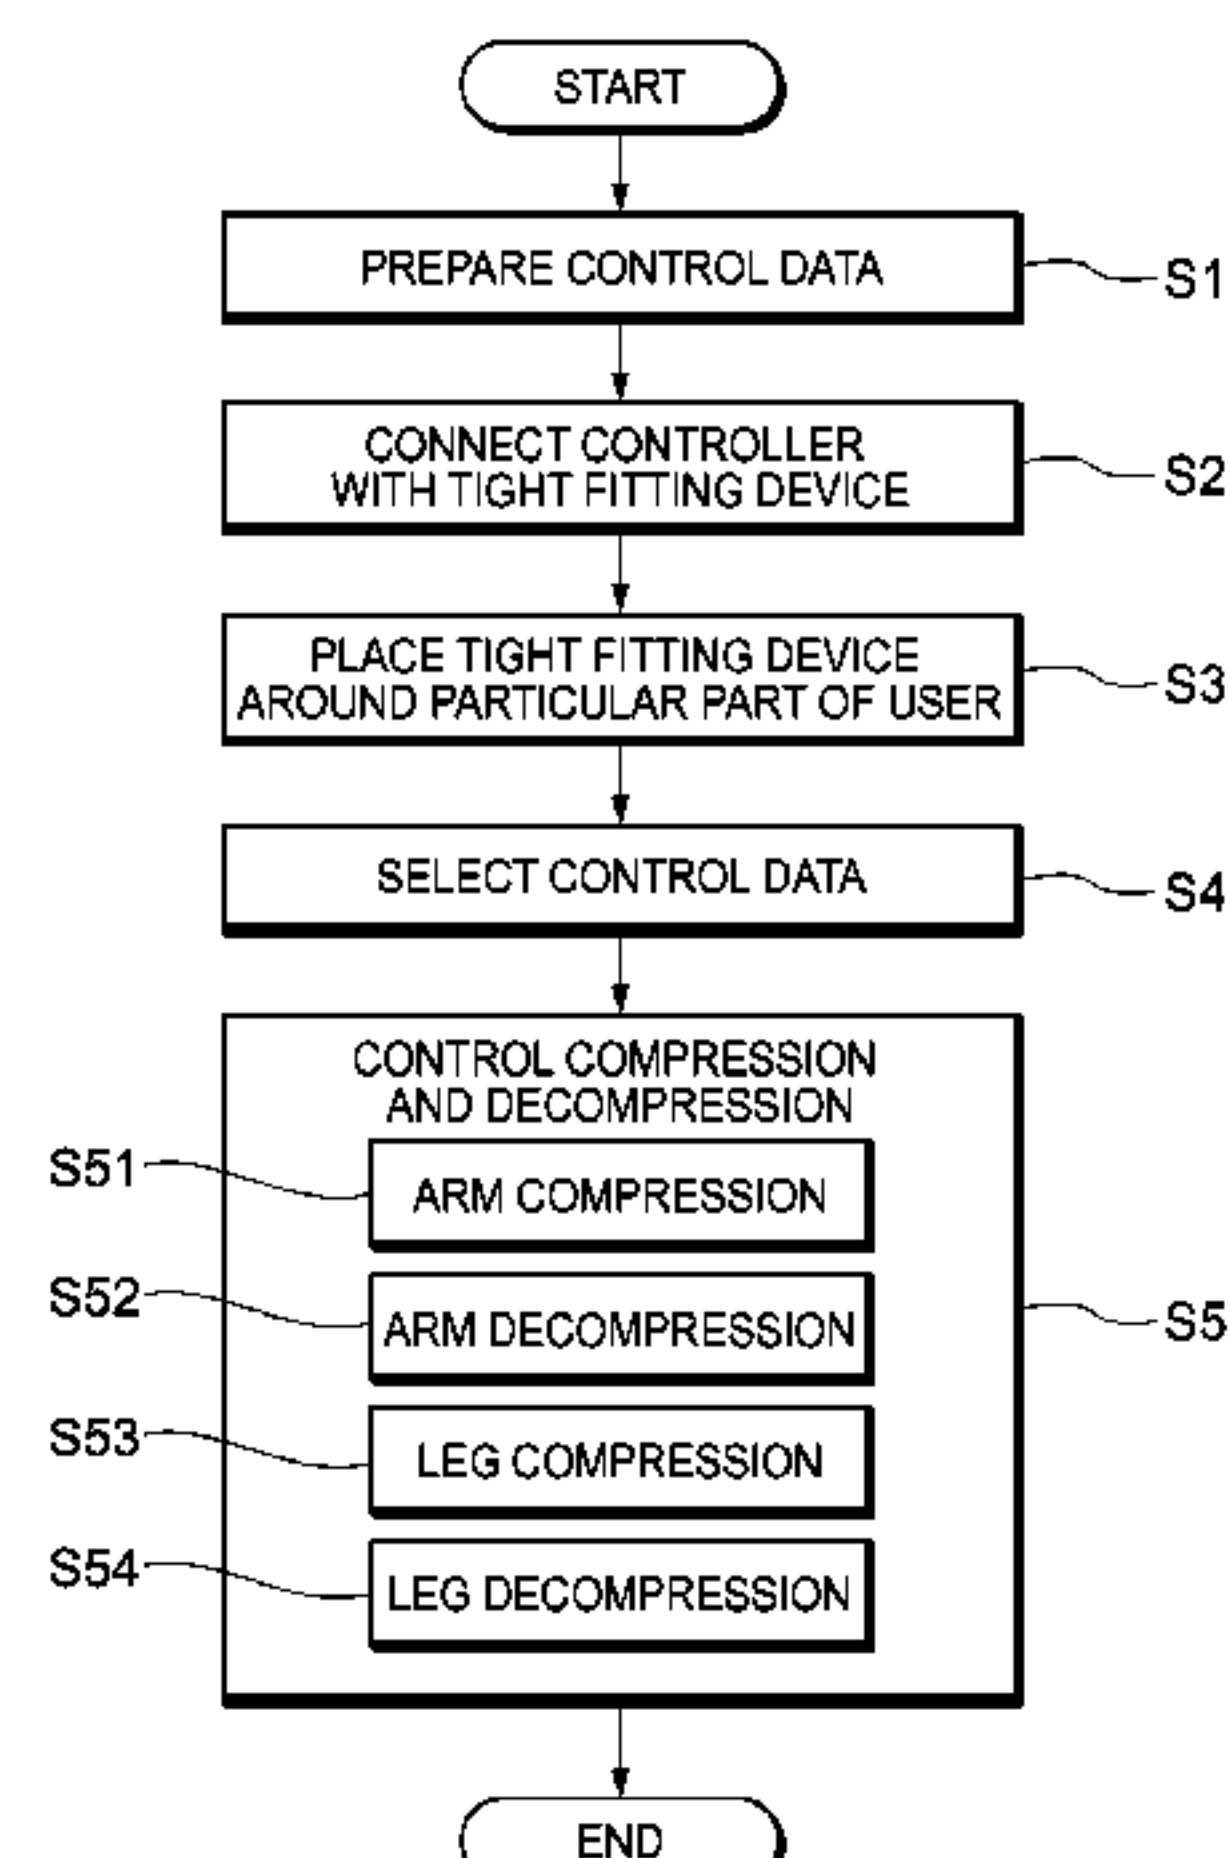 START
PREPARE CONTROL DATA
S1
CONNECT CONTROLLER
WITH TIGHT FITTING DEVICE
S2
PLACE TIGHT FITTING DEVICE
AROUND PARTICULAR PART OF USER
S3
SELECT CONTROL DATA
S4
CONTROL COMPRESSION
AND DECOMPRESSION
S51
ARM COMPRESSION
S52
ARM DECOMPRESSION
S5
S53
LEG COMPRESSION
S54
LEG DECOMPRESSION
END